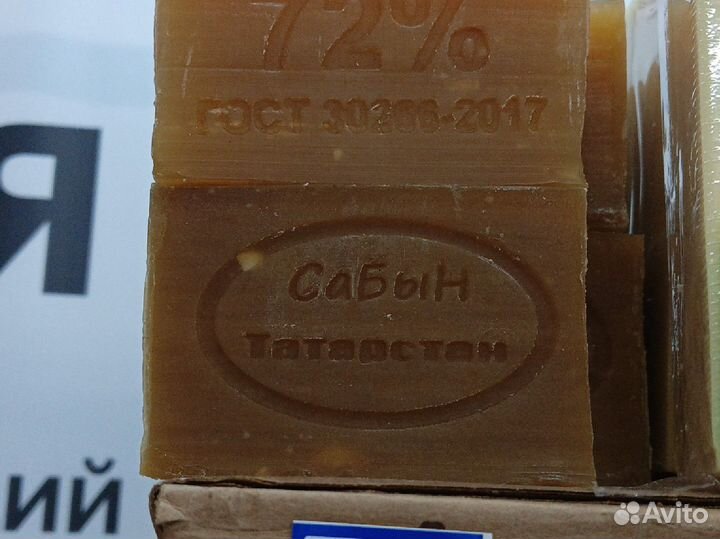 72%
ГОСТ 30266-2017
СаБыН
Татарстан
Я
ий
Avito